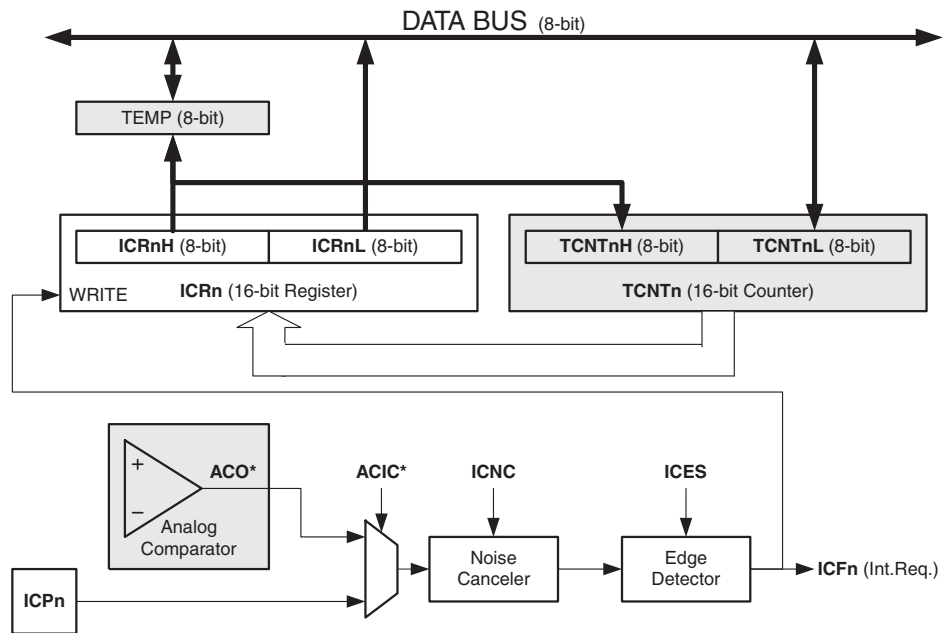 DATA BUS (8-bit)
TEMP (8-bit)
ICRnH (8-bit)
ICRnL (8-bit)
TCNTnH (8-bit)
TCNTnL (8-bit)
WRITE
ICRn (16-bit Register)
TCNTn (16-bit Counter)
+
−
ACO*
Analog
Comparator
ACIC*
ICNC
ICES
Noise
Canceler
Edge
Detector
ICFn (Int.Req.)
ICPn